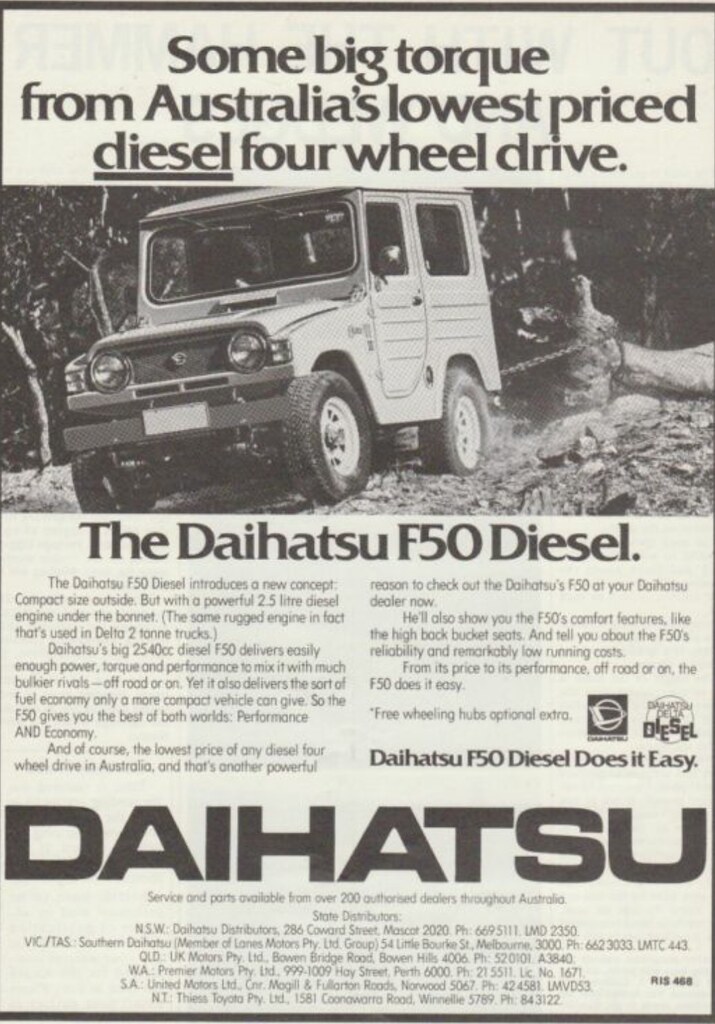 Some big torque
from Australia's lowest priced
diesel four wheel drive.
The Daihatsu F50 Diesel.
The Daihatsu F50 Diesel introduces a new concept:
Compact size outside. But with a powerful 2.5 litre diesel
engine under the bonnet. (The same rugged engine in fact
that's used in Delta 2 tonne trucks.)
Daihatsu's big 2540cc diesel F50 delivers easily
enough power, torque and performance to mix it with much
bulkier rivals—off road or on. Yet it also delivers the sort of
fuel economy only a more compact vehicle can give. So the
F50 gives you the best of both worlds: Performance
AND Economy.
And of course, the lowest price of any diesel four
wheel drive in Australia, and that's another powerful
reason to check out the Daihatsu's F50 at your Daihatsu
dealer now.
He'll also show you the F50's comfort features, like
the high back bucket seats. And tell you about the F50's
reliability and remarkably low running costs.
From its price to its performance, off road or on, the
F50 does it easy.
*Free wheeling hubs optional extra.
DAIHATSU
DAIHATSU
DELTA
DIESEL
Daihatsu F50 Diesel Does it Easy.
DAIHATSU
Service and parts available from over 200 authorised dealers throughout Australia.
State Distributors:
N.S.W.: Daihatsu Distributors, 286 Coward Street, Mascot 2020. Ph: 669 5111. LMD 2350.
VIC./TAS.: Southern Daihatsu (Member of Lanes Motors Pty. Ltd. Group) 54 Little Bourke St., Melbourne, 3000. Ph: 662 3033. LMTC 443.
QLD.: UK Motors Pty. Ltd., Bowen Bridge Road, Bowen Hills 4006. Ph: 52 0101. A3840.
W.A.: Premier Motors Pty. Ltd., 999-1009 Hay Street, Perth 6000. Ph: 21 5511. Lic. No. 1671.
S.A.: United Motors Ltd., Cnr. Magill & Fullarton Roads, Norwood 5067. Ph: 42 4581. LMVD53.
N.T.: Thiess Toyota Pty. Ltd., 1581 Coonawarra Road, Winnellie 5789. Ph: 84 3122.
RIS 468